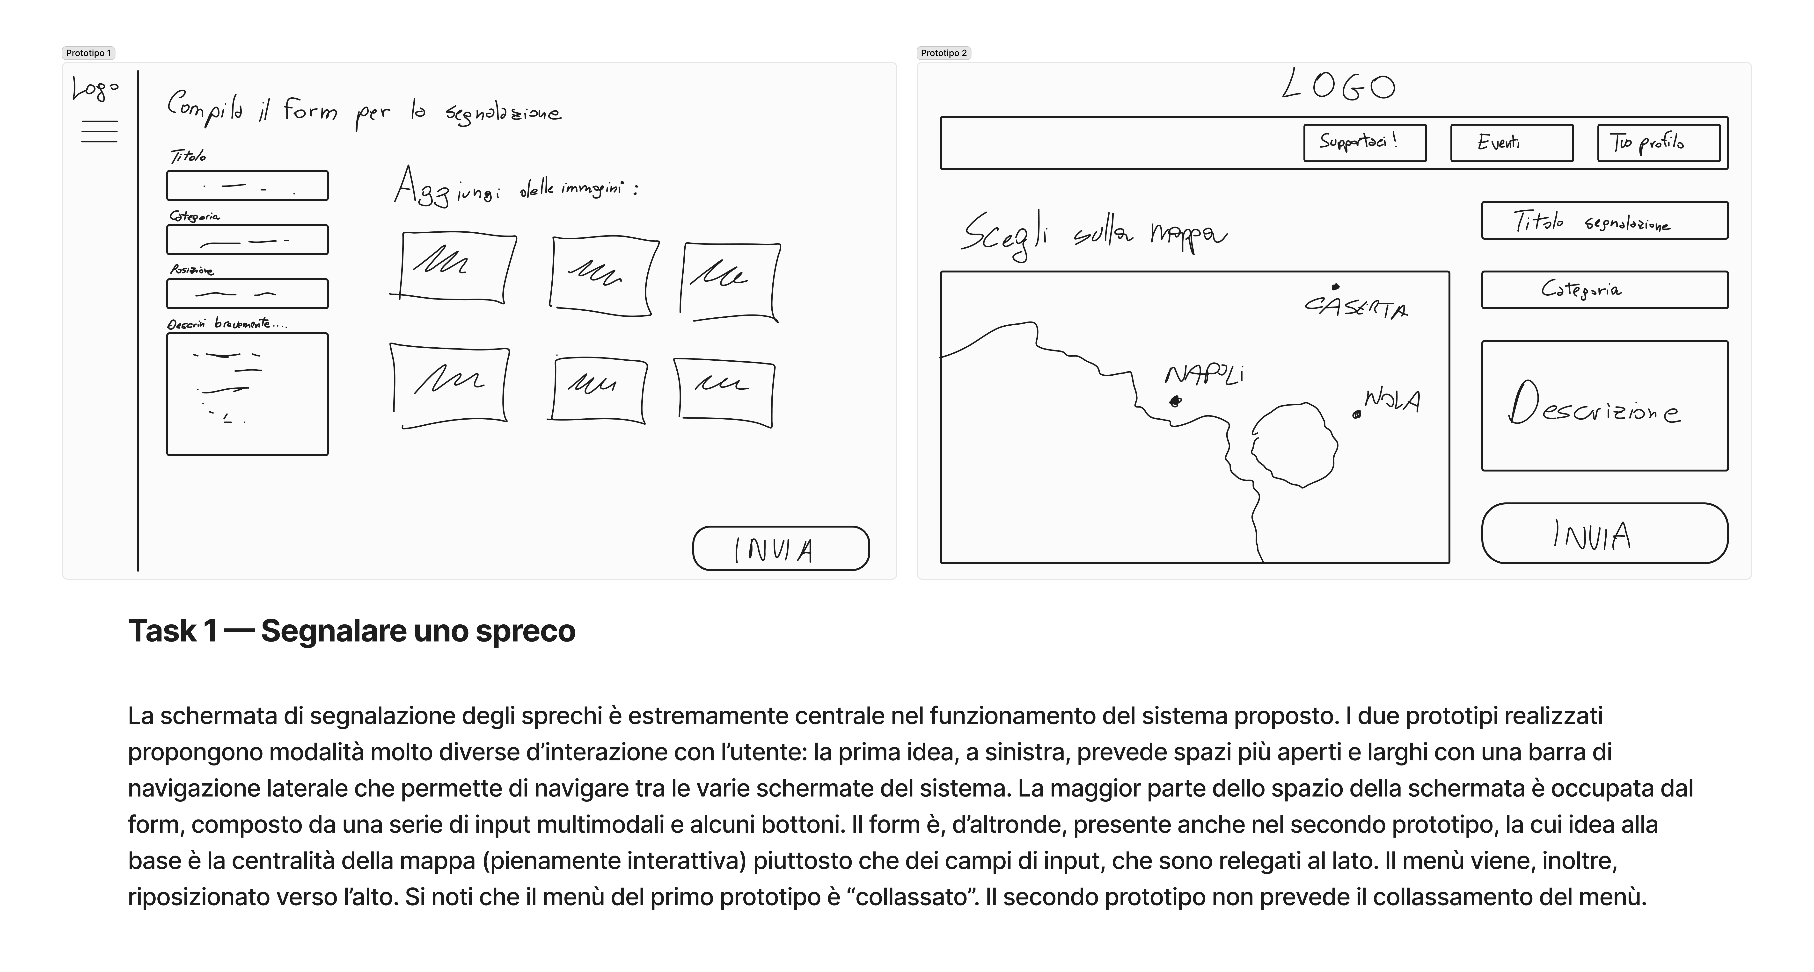 Prototipo 1
Logo
Compila il form per la segnalazione
Titolo
Categoria
Posizione
Descrivi brevemente....
Aggiungi delle immagini :
INVIA
Prototipo 2
LOGO
Supportaci !
Eventi
Tuo profilo
Scegli sulla mappa
CASERTA
NAPOLI
NOLA
Titolo segnalazione
Categoria
Descrizione
INVIA
Task 1 — Segnalare uno spreco
La schermata di segnalazione degli sprechi è estremamente centrale nel funzionamento del sistema proposto. I due prototipi realizzati
propongono modalità molto diverse d’interazione con l’utente: la prima idea, a sinistra, prevede spazi più aperti e larghi con una barra di
navigazione laterale che permette di navigare tra le varie schermate del sistema. La maggior parte dello spazio della schermata è occupata dal
form, composto da una serie di input multimodali e alcuni bottoni. Il form è, d’altronde, presente anche nel secondo prototipo, la cui idea alla
base è la centralità della mappa (pienamente interattiva) piuttosto che dei campi di input, che sono relegati al lato. Il menù viene, inoltre,
riposizionato verso l’alto. Si noti che il menù del primo prototipo è “collassato”. Il secondo prototipo non prevede il collassamento del menù.